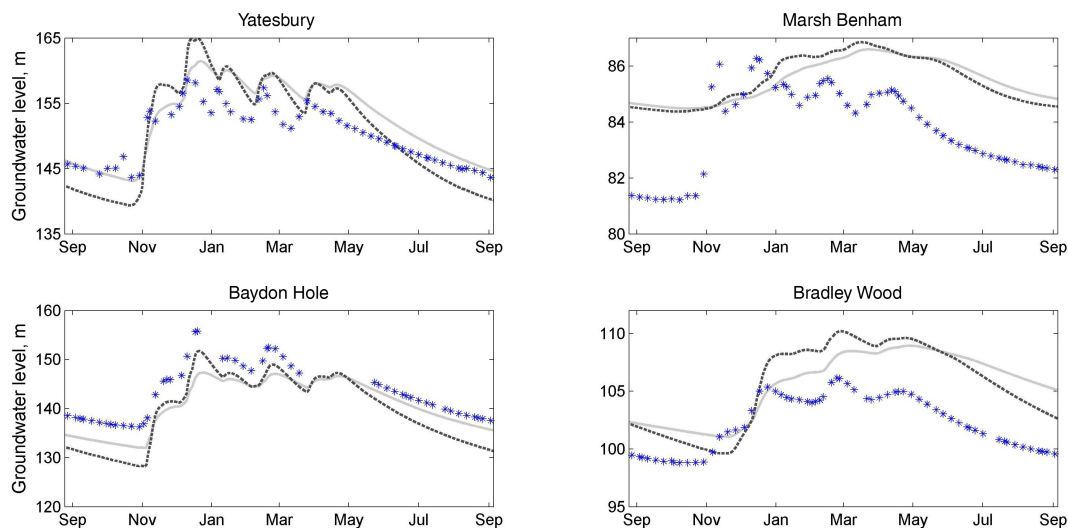 Yatesbury
Marsh Benham
Groundwater level, m
165
155
145
135
Sep Nov Jan Mar May Jul Sep
86
84
82
80
Sep Nov Jan Mar May Jul Sep
Baydon Hole
Bradley Wood
Groundwater level, m
160
150
140
130
120
Sep Nov Jan Mar May Jul Sep
110
105
100
95
Sep Nov Jan Mar May Jul Sep